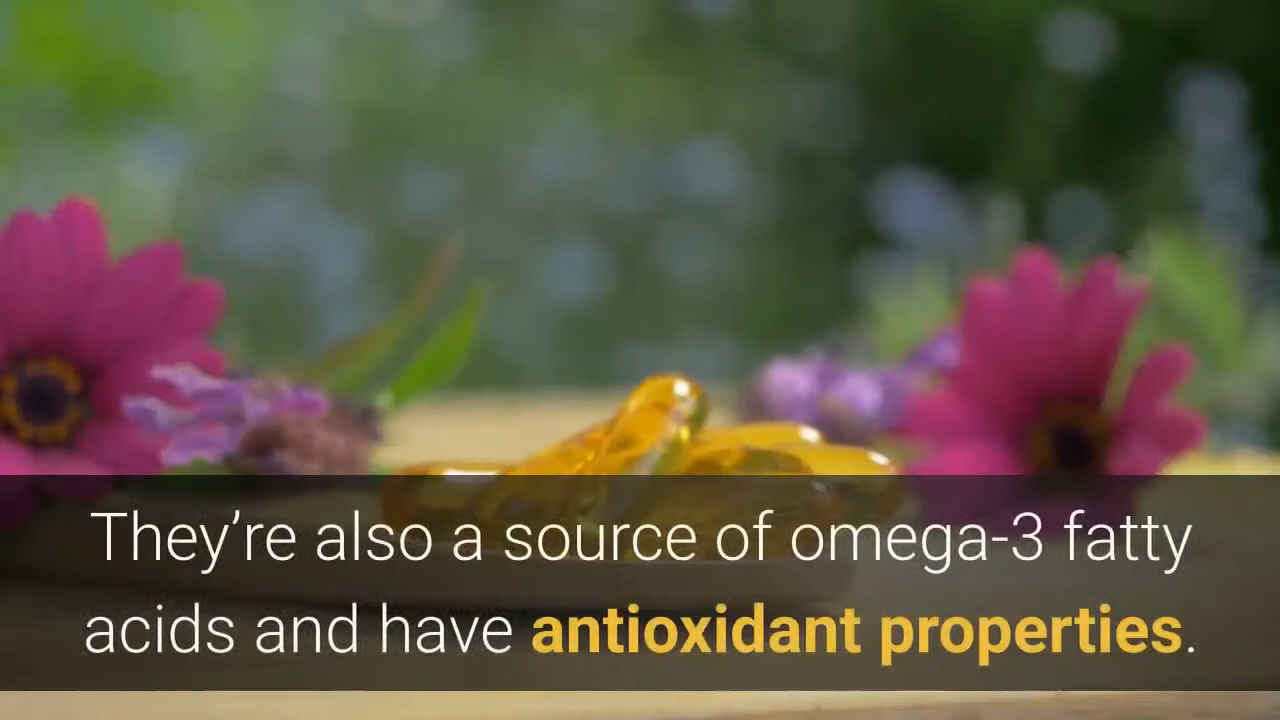 They’re also a source of omega-3 fatty
acids and have antioxidant properties.